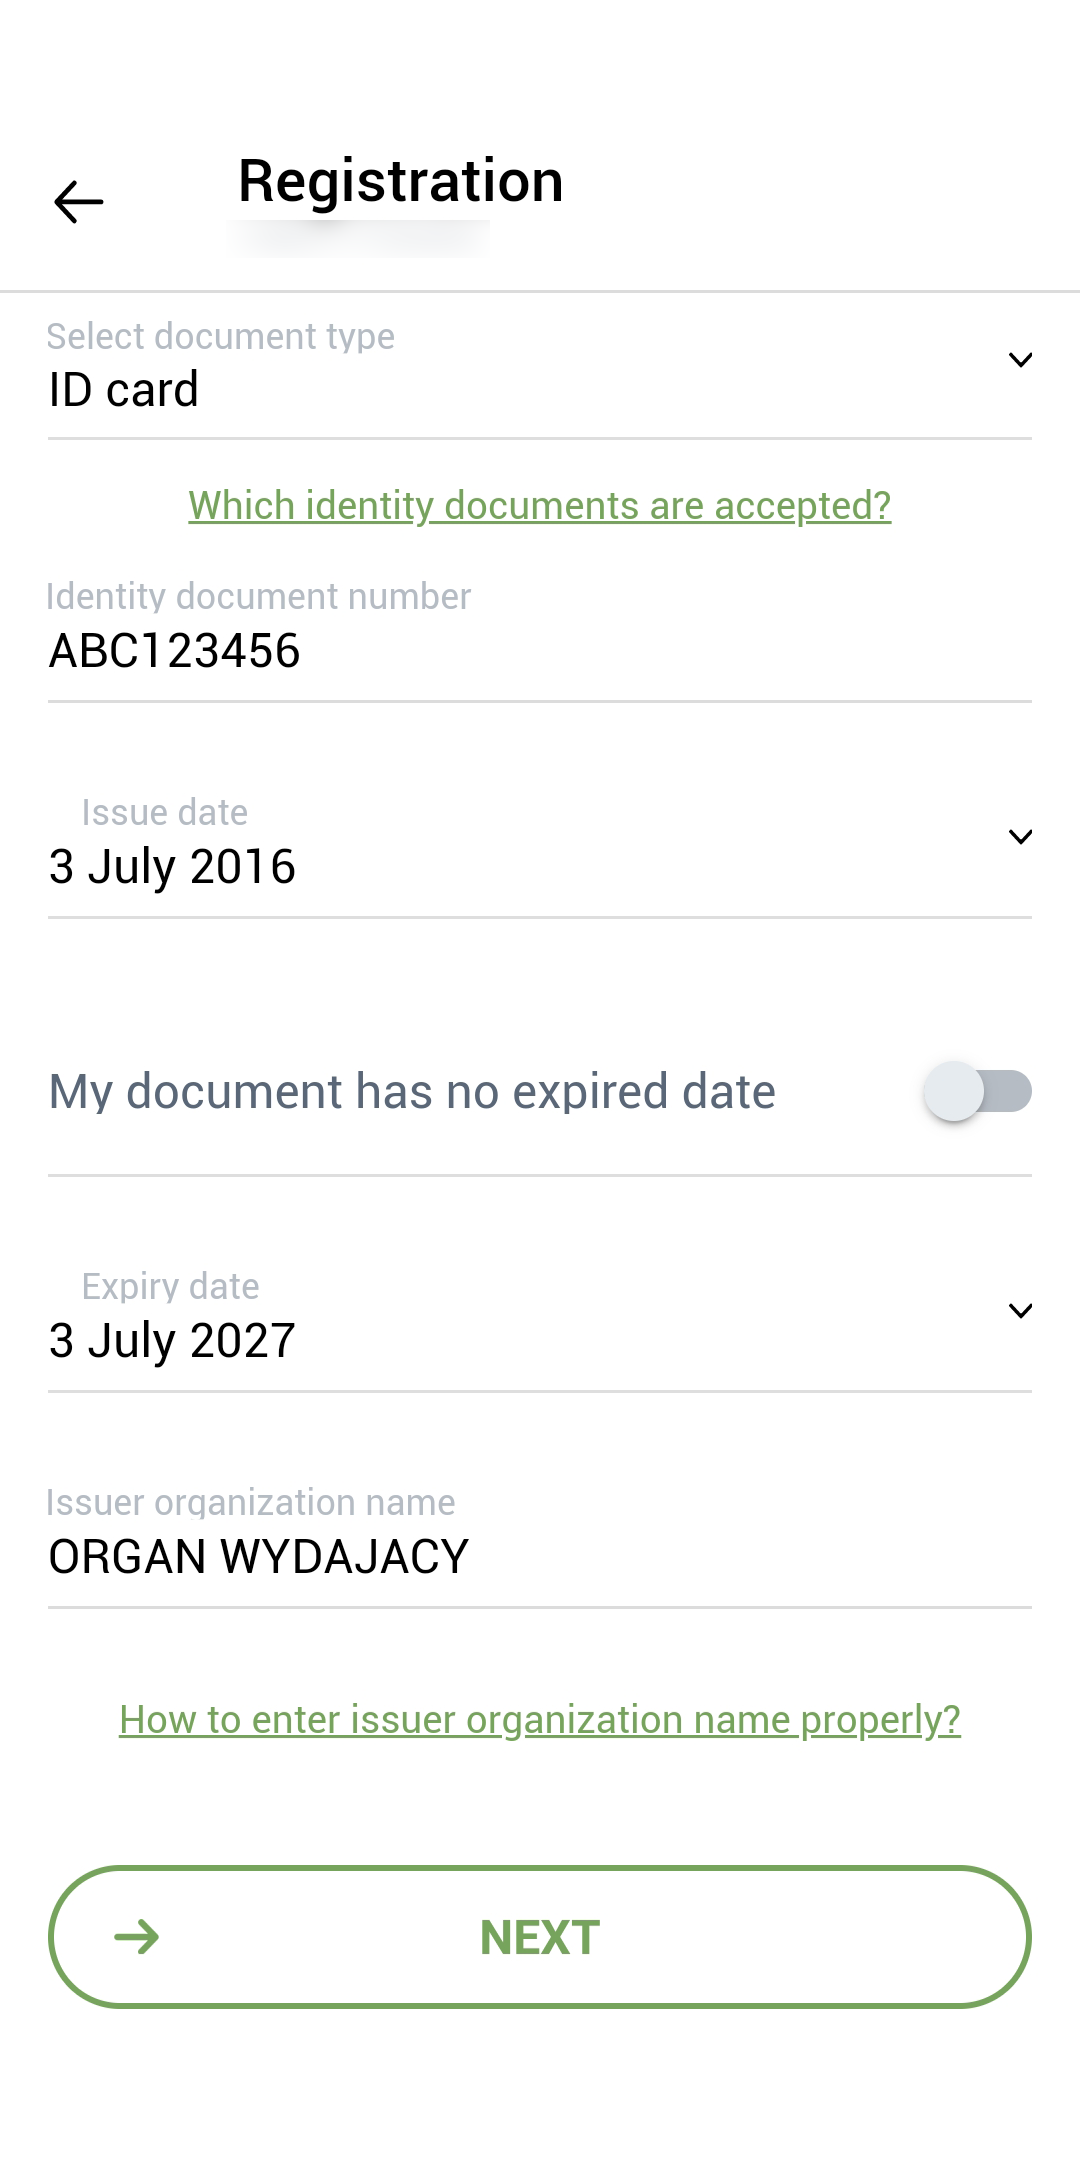 Registration
Select document type
ID card
Which identity documents are accepted?
Identity document number
ABC123456
Issue date
3 July 2016
My document has no expired date
Expiry date
3 July 2027
Issuer organization name
ORGAN WYDAJACY
How to enter issuer organization name properly?
NEXT